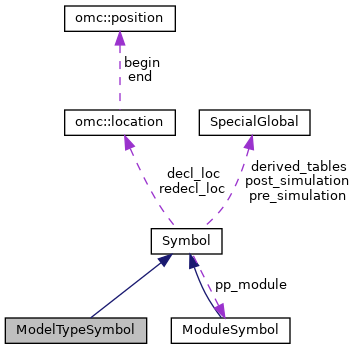 omc::position
begin
end
omc::location
SpecialGlobal
decl_loc
redecl_loc
derived_tables
post_simulation
pre_simulation
Symbol
pp_module
ModelTypeSymbol
ModuleSymbol